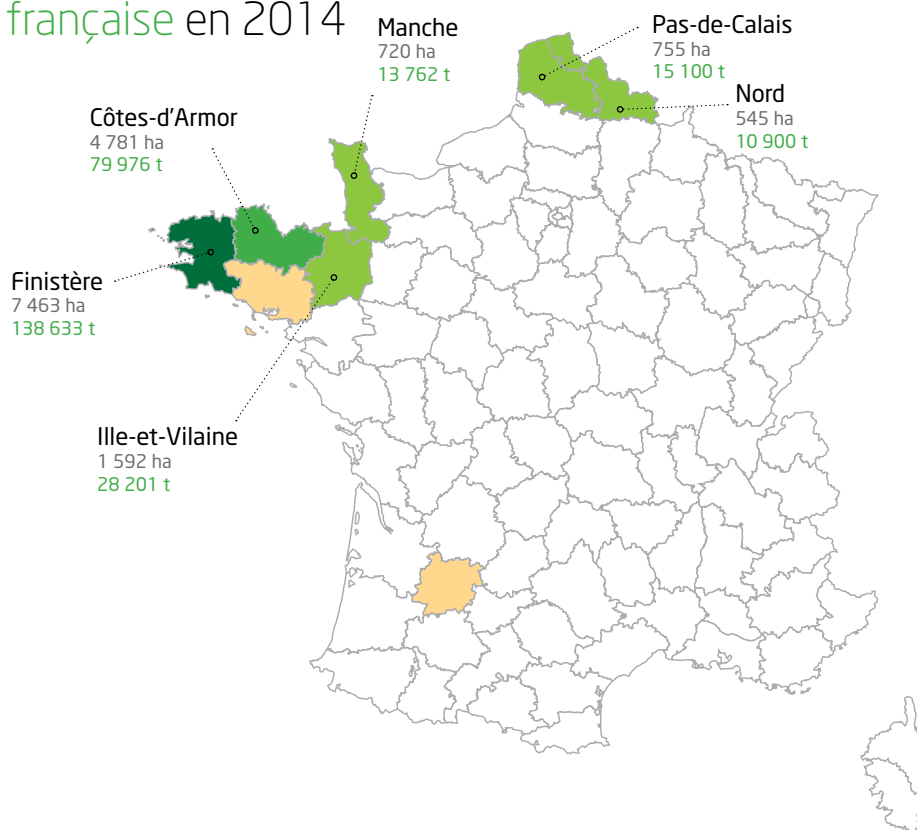 française en 2014
Manche
720 ha
13 762 t
Pas-de-Calais
755 ha
15 100 t
Nord
545 ha
10 900 t
Côtes-d'Armor
4 781 ha
79 976 t
Finistère
7 463 ha
138 633 t
Ille-et-Vilaine
1 592 ha
28 201 t